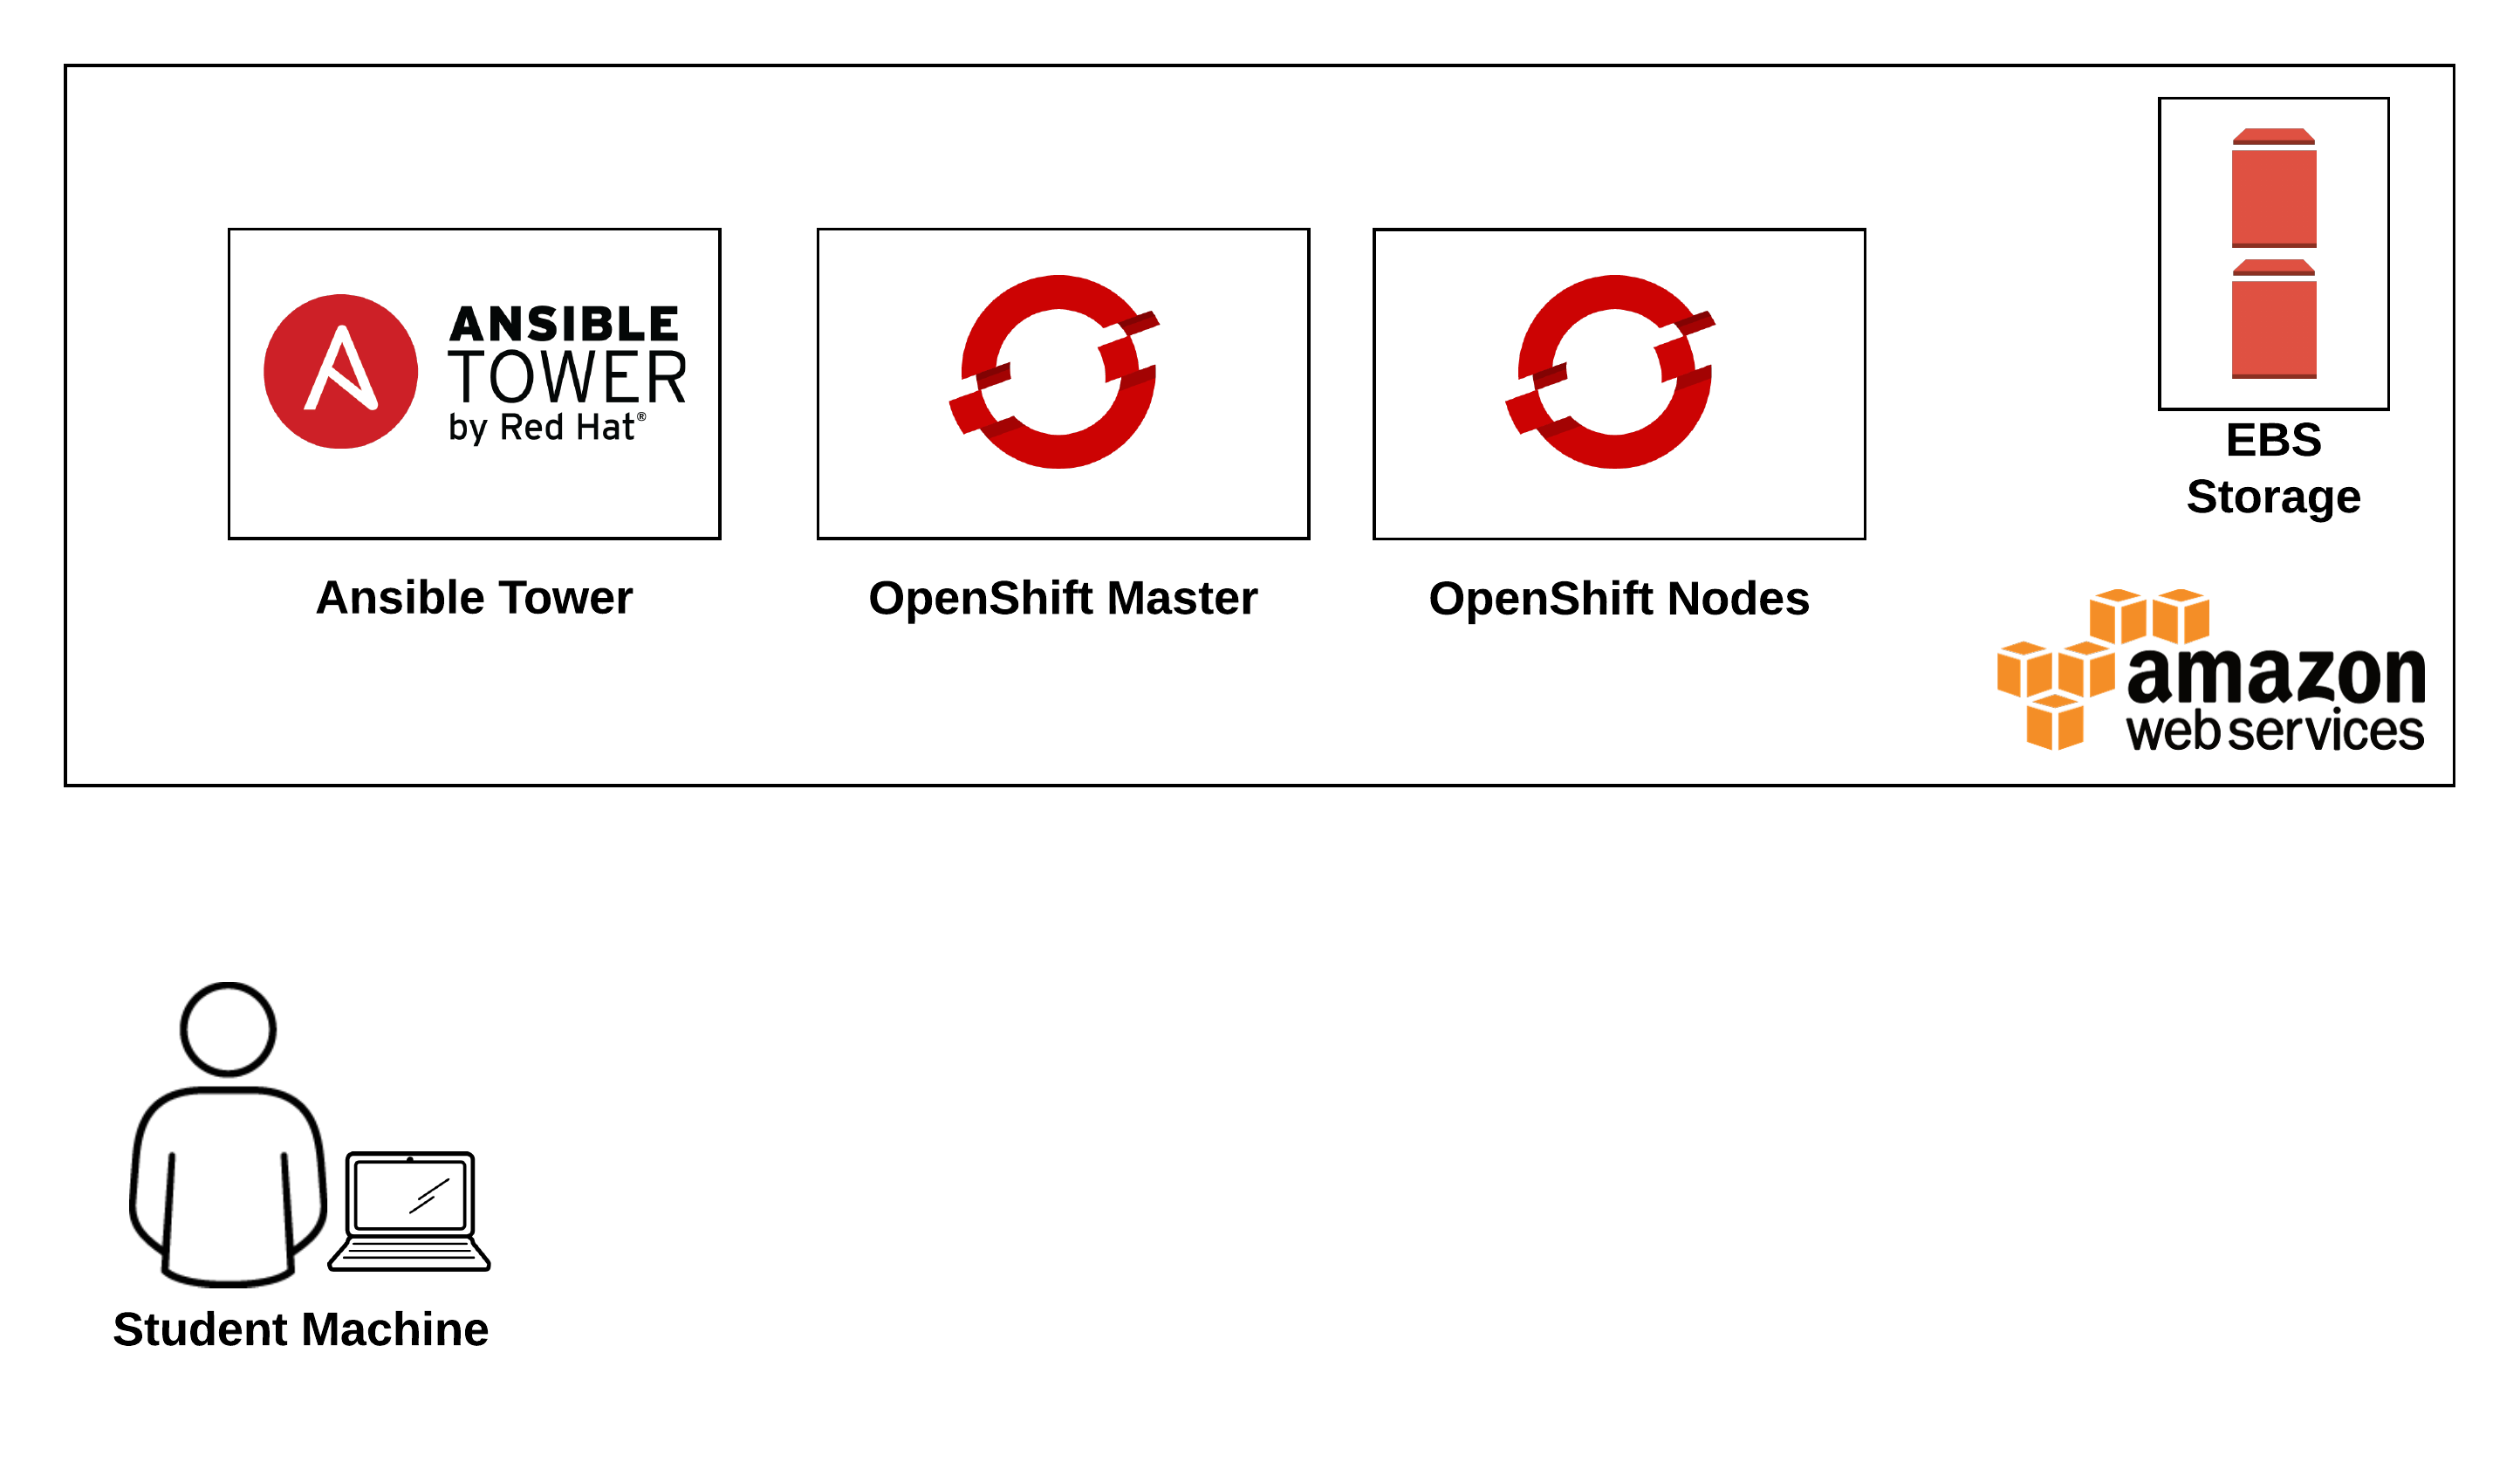 ANSIBLE
TOWER
by Red Hat®
Ansible Tower
OpenShift Master
OpenShift Nodes
EBS
Storage
amazon
web services
Student Machine